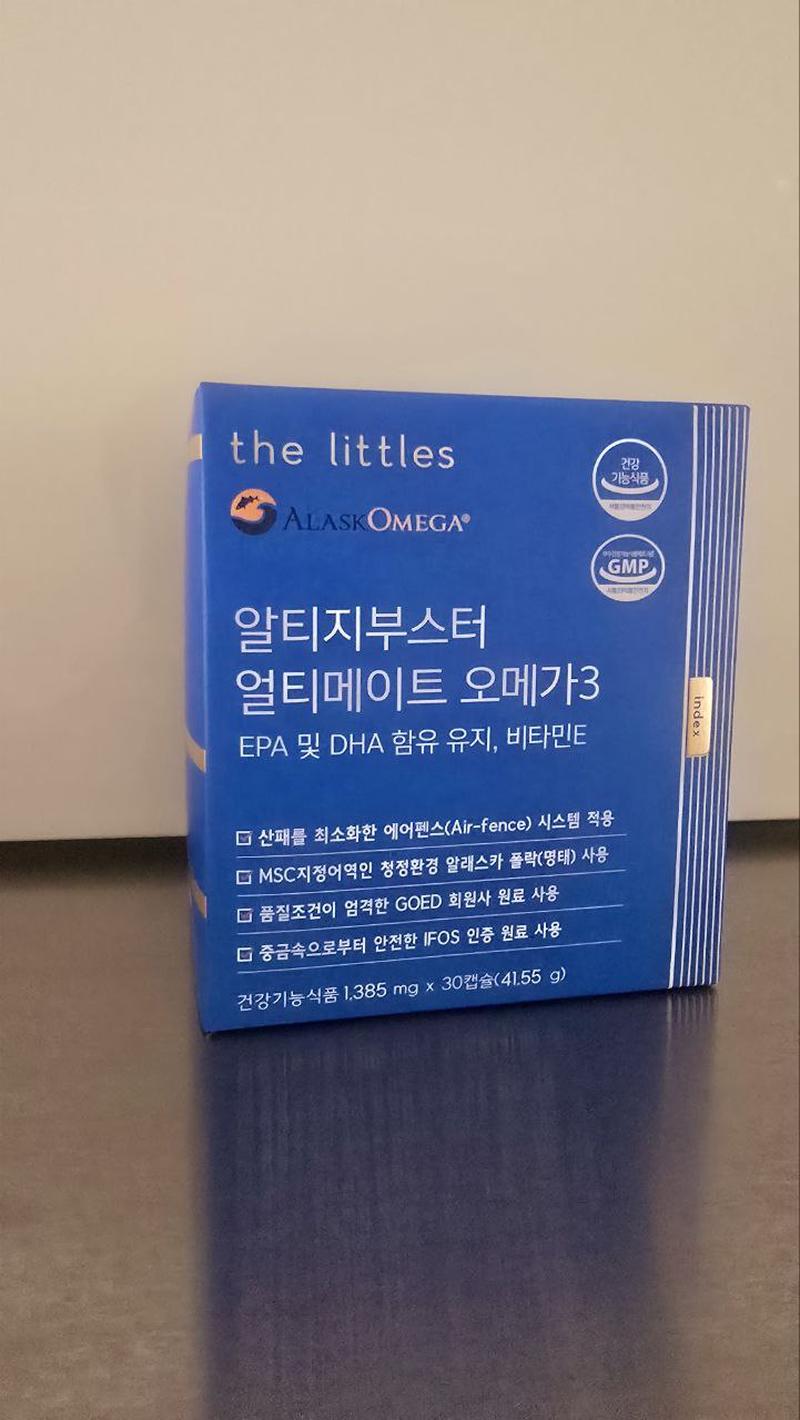 the littles
ALASKOMEGA®
건강
기능식품
GMP
알티지부스터
얼티메이트 오메가3
EPA 및 DHA 함유 유지, 비타민E
index
산패를 최소화한 에어펜스(Air-fence) 시스템 적용
MSC지정어역인 청정환경 알래스카 폴락(명태) 사용
품질조건이 엄격한 GOED 회원사 원료 사용
중금속으로부터 안전한 IFOS 인증 원료 사용
건강기능식품 1,385 mg x 30캡슐(41.55 g)